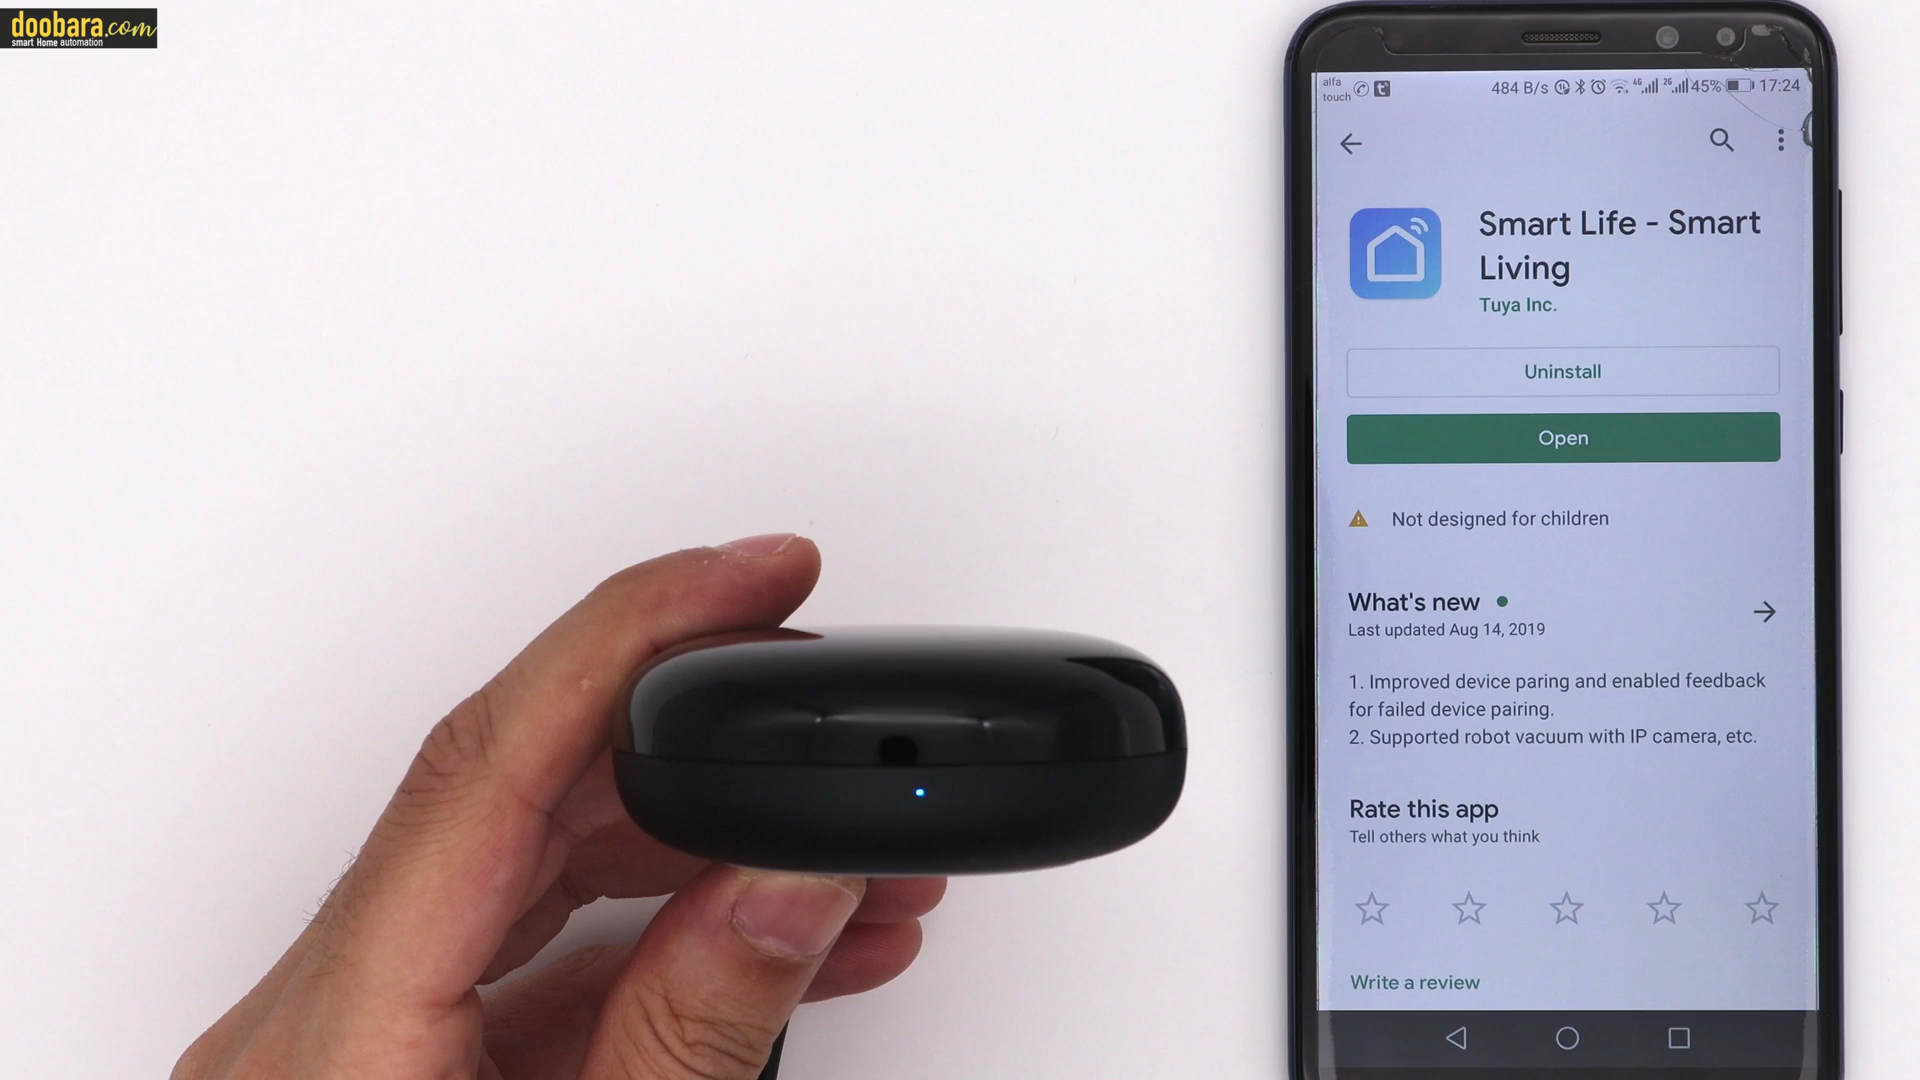 doobara.com
smart Home automation
alfa
touch
484 B/s 4G 2G 45% 17:24
Smart Life - Smart
Living
Tuya Inc.
Uninstall
Open
Not designed for children
What's new
Last updated Aug 14, 2019
1. Improved device paring and enabled feedback
for failed device pairing.
2. Supported robot vacuum with IP camera, etc.
Rate this app
Tell others what you think
Write a review